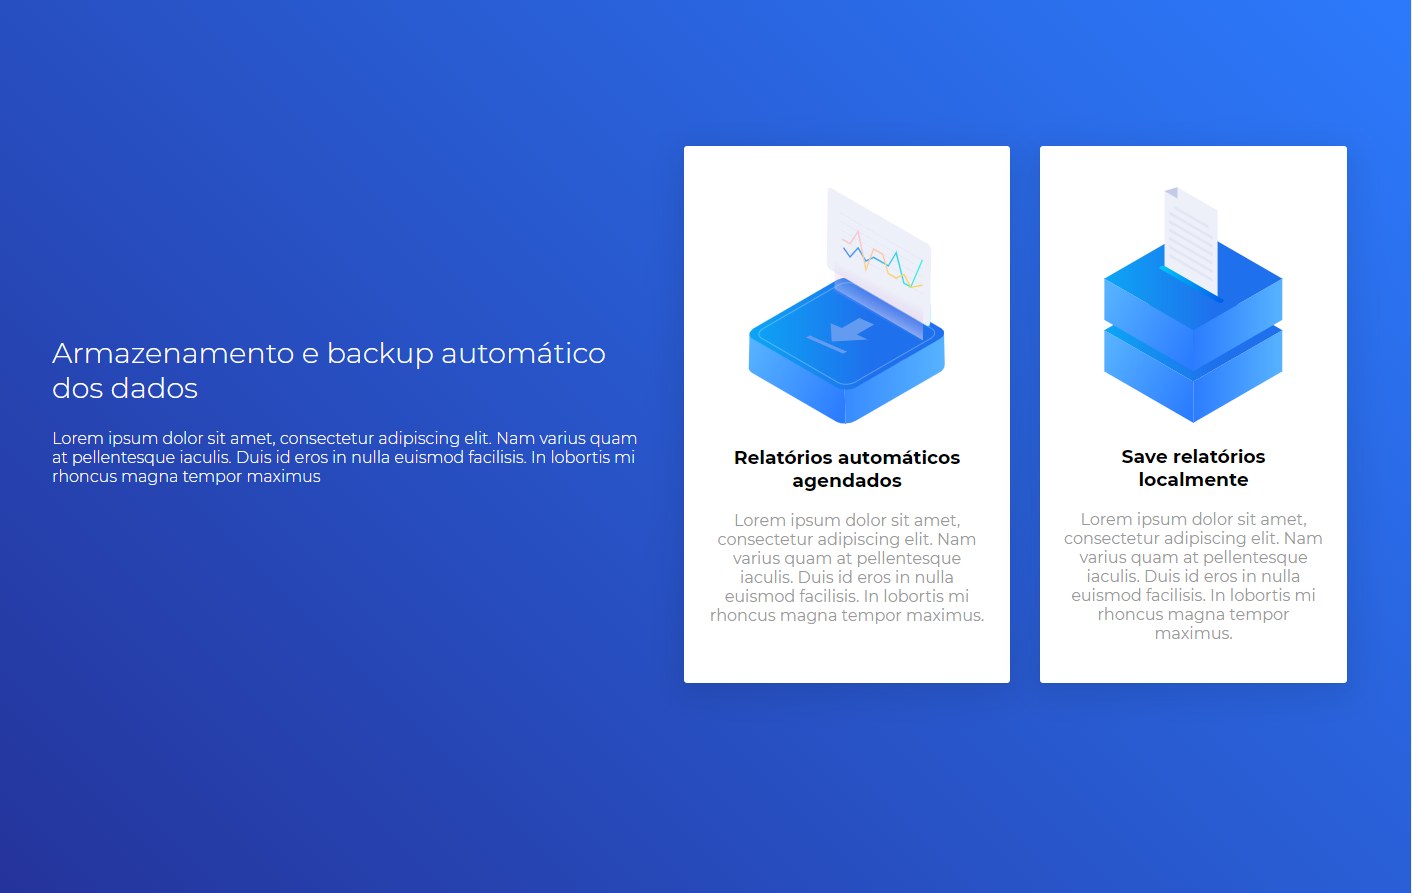 Armazenamento e backup automático
dos dados
Lorem ipsum dolor sit amet, consectetur adipiscing elit. Nam varius quam
at pellentesque iaculis. Duis id eros in nulla euismod facilisis. In lobortis mi
rhoncus magna tempor maximus
Relatórios automáticos
agendados
Lorem ipsum dolor sit amet,
consectetur adipiscing elit. Nam
varius quam at pellentesque
iaculis. Duis id eros in nulla
euismod facilisis. In lobortis mi
rhoncus magna tempor maximus.
Save relatórios
localmente
Lorem ipsum dolor sit amet,
consectetur adipiscing elit. Nam
varius quam at pellentesque
iaculis. Duis id eros in nulla
euismod facilisis. In lobortis mi
rhoncus magna tempor
maximus.